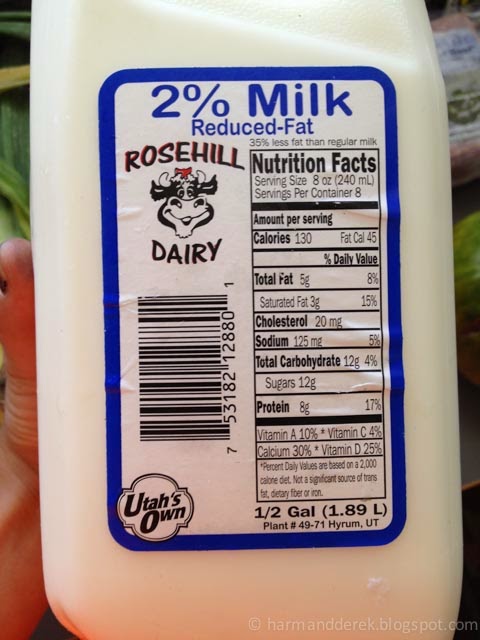 2% Milk
Reduced-Fat
35% less fat than regular milk
ROSEHILL
DAIRY
Nutrition Facts
Serving Size 8 oz (240 mL)
Servings Per Container 8
Amount per serving
Calories 130 Fat Cal 45
% Daily Value
Total Fat 5g 8%
Saturated Fat 3g 15%
Cholesterol 20 mg
Sodium 125 mg 5%
Total Carbohydrate 12g 4%
Sugars 12g
Protein 8g 17%
Vitamin A 10% * Vitamin C 4%
Calcium 30% * Vitamin D 25%
*Percent Daily Values are based on a 2,000
calorie diet. Not a significant source of trans
fat, dietary fiber or iron.
7 53182 12880 1
Utah's
Own
1/2 Gal (1.89 L)
Plant # 49-71 Hyrum, UT
© harmandderek.blogspot.com